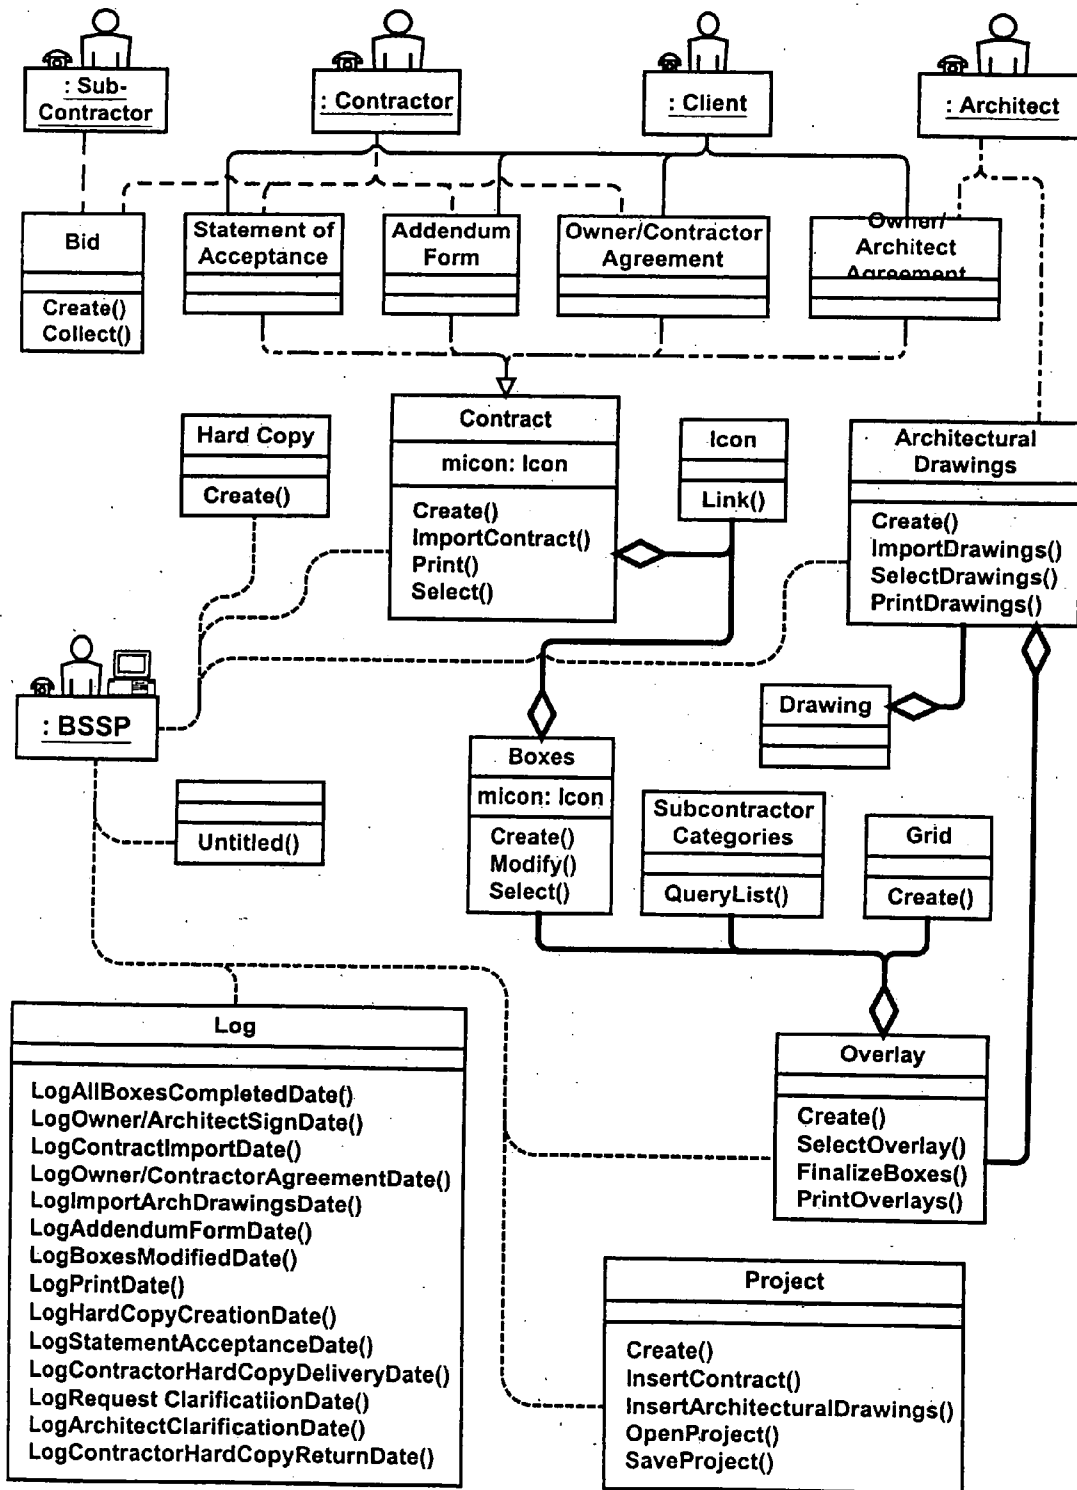 : Sub-
Contractor
: Contractor
: Client
: Architect
Bid
Create()
Collect()
Statement of
Acceptance
Addendum
Form
Owner/Contractor
Agreement
Owner/
Architect
Agreement
Hard Copy
Create()
Contract
micon: Icon
Create()
ImportContract()
Print()
Select()
Icon
Link()
Architectural
Drawings
Create()
ImportDrawings()
SelectDrawings()
PrintDrawings()
: BSSP
Drawing
Untitled()
Boxes
micon: Icon
Create()
Modify()
Select()
Subcontractor
Categories
QueryList()
Grid
Create()
Log
LogAllBoxesCompletedDate()
LogOwner/ArchitectSignDate()
LogContractImportDate()
LogOwner/ContractorAgreementDate()
LogImportArchDrawingsDate()
LogAddendumFormDate()
LogBoxesModifiedDate()
LogPrintDate()
LogHardCopyCreationDate()
LogStatementAcceptanceDate()
LogContractorHardCopyDeliveryDate()
LogRequest ClarificatiionDate()
LogArchitectClarificationDate()
LogContractorHardCopyReturnDate()
Overlay
Create()
SelectOverlay()
FinalizeBoxes()
PrintOverlays()
Project
Create()
InsertContract()
InsertArchitecturalDrawings()
OpenProject()
SaveProject()